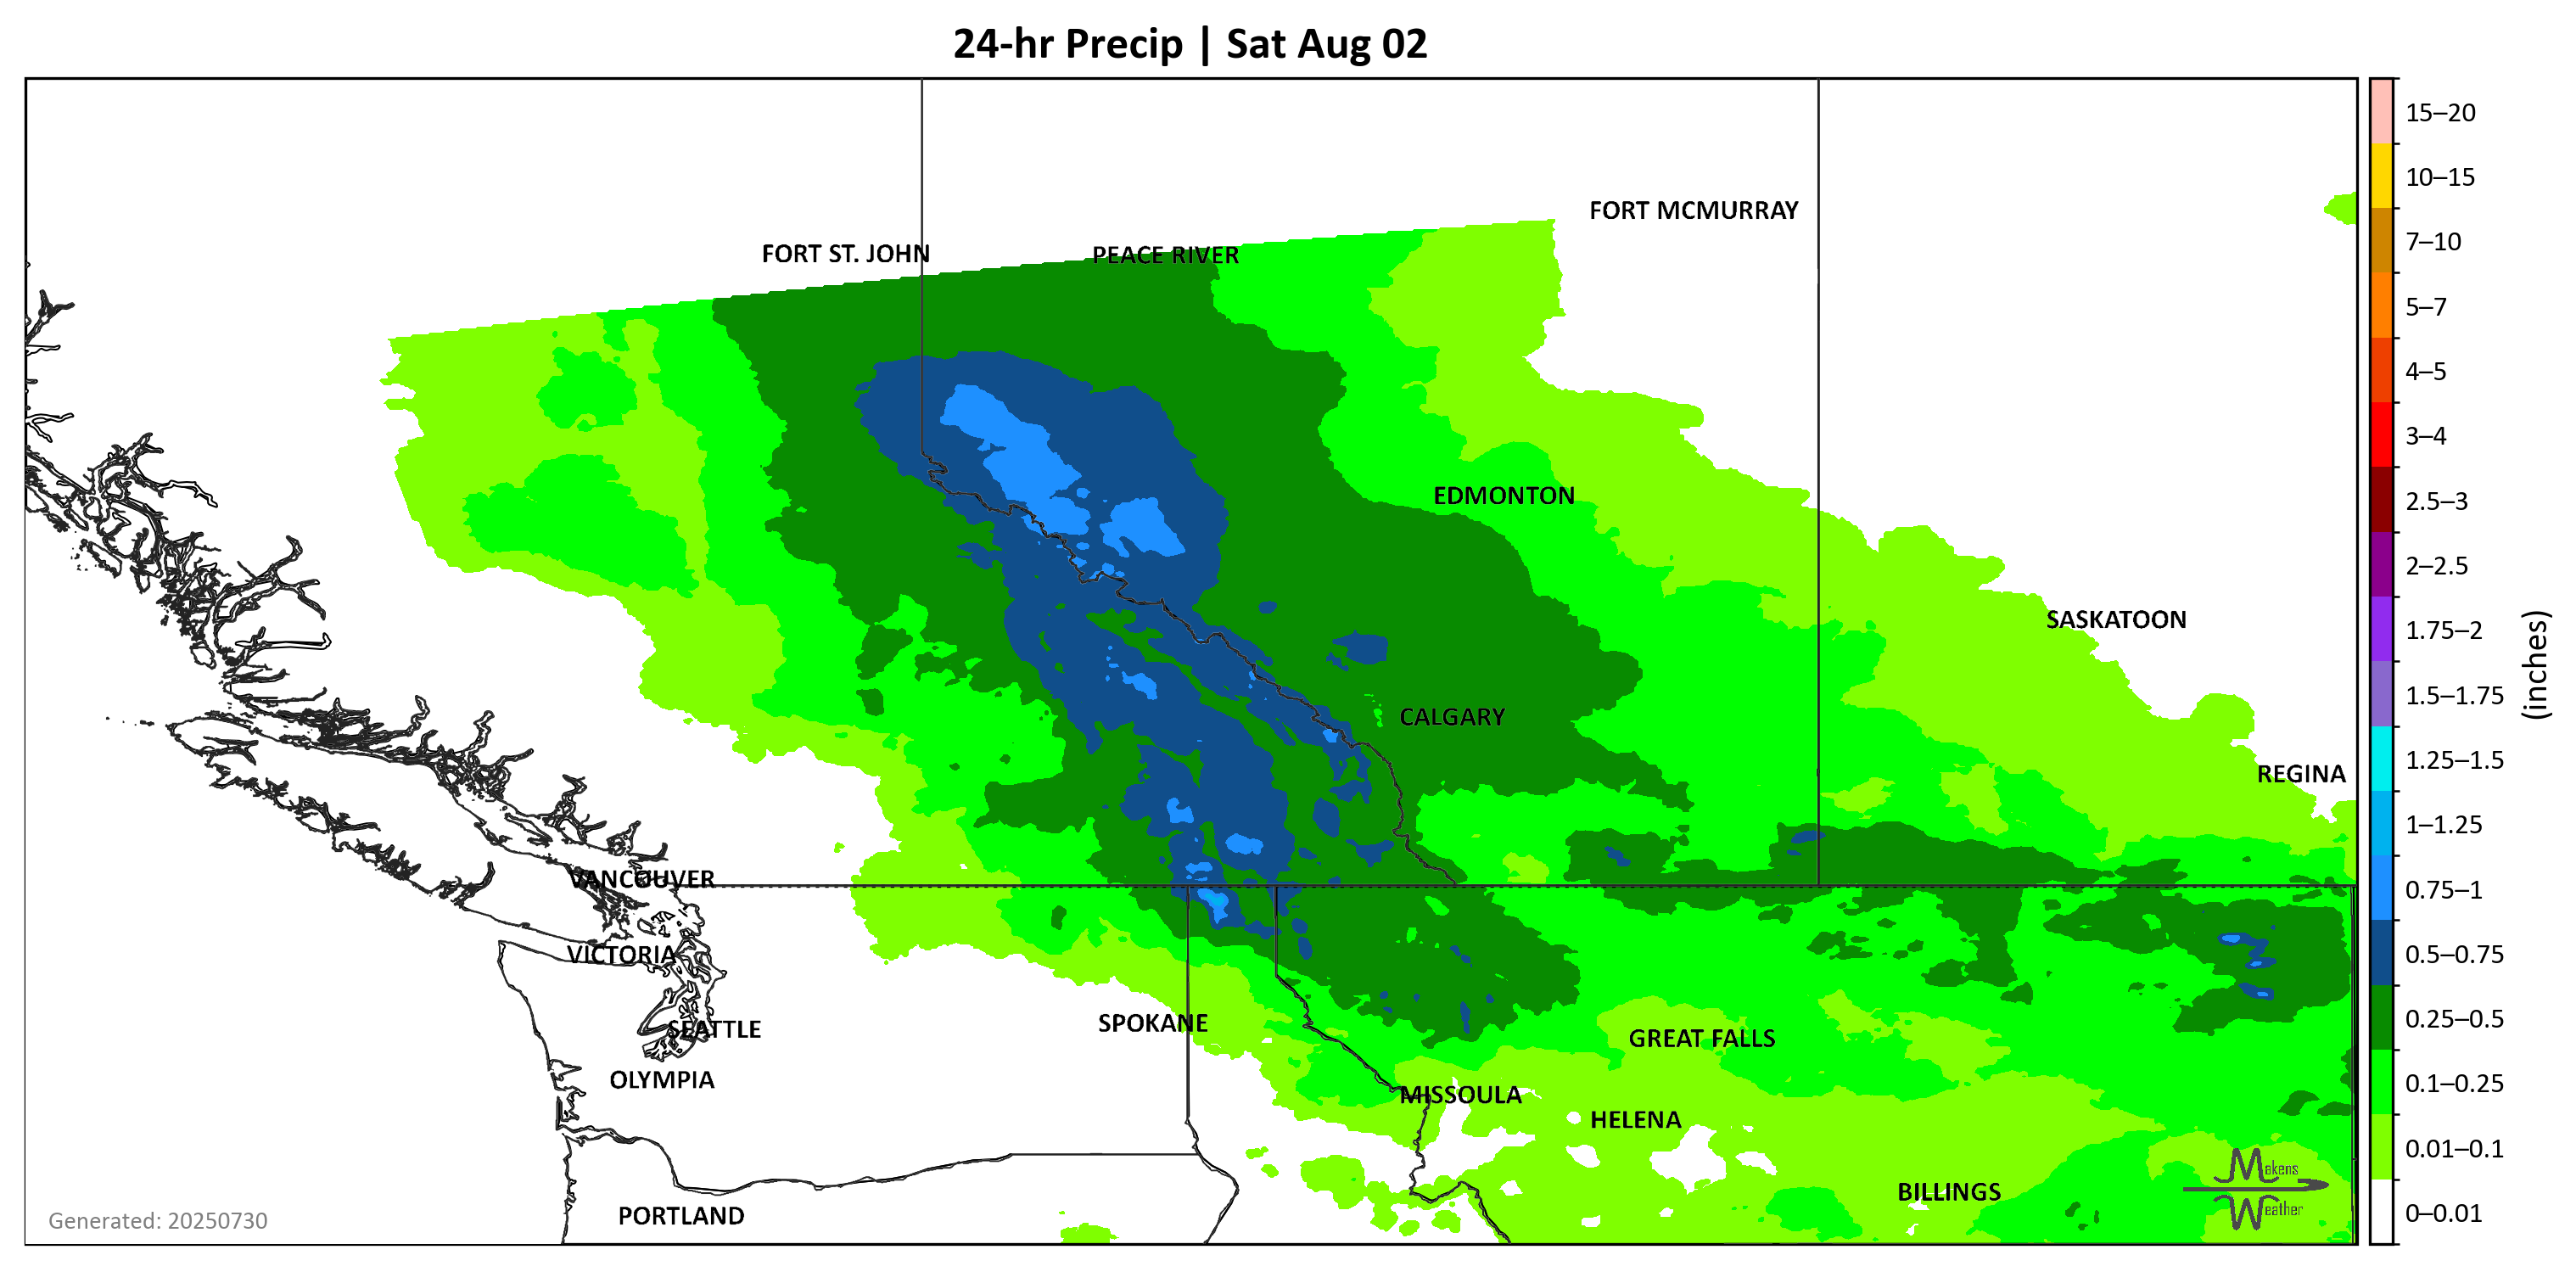 24-hr Precip | Sat Aug 02
15–20
10–15
FORT MCMURRAY
7–10
FORT ST. JOHN
PEACE RIVER
5–7
4–5
3–4
EDMONTON
2.5–3
2–2.5
SASKATOON
1.75–2
(inches)
1.5–1.75
CALGARY
1.25–1.5
REGINA
1–1.25
VANCOUVER
0.75–1
VICTORIA
0.5–0.75
SPOKANE
SEATTLE
0.25–0.5
GREAT FALLS
OLYMPIA
0.1–0.25
MISSOULA
HELENA
0.01–0.1
Makens
Weather
BILLINGS
PORTLAND
Generated: 20250730
0–0.01